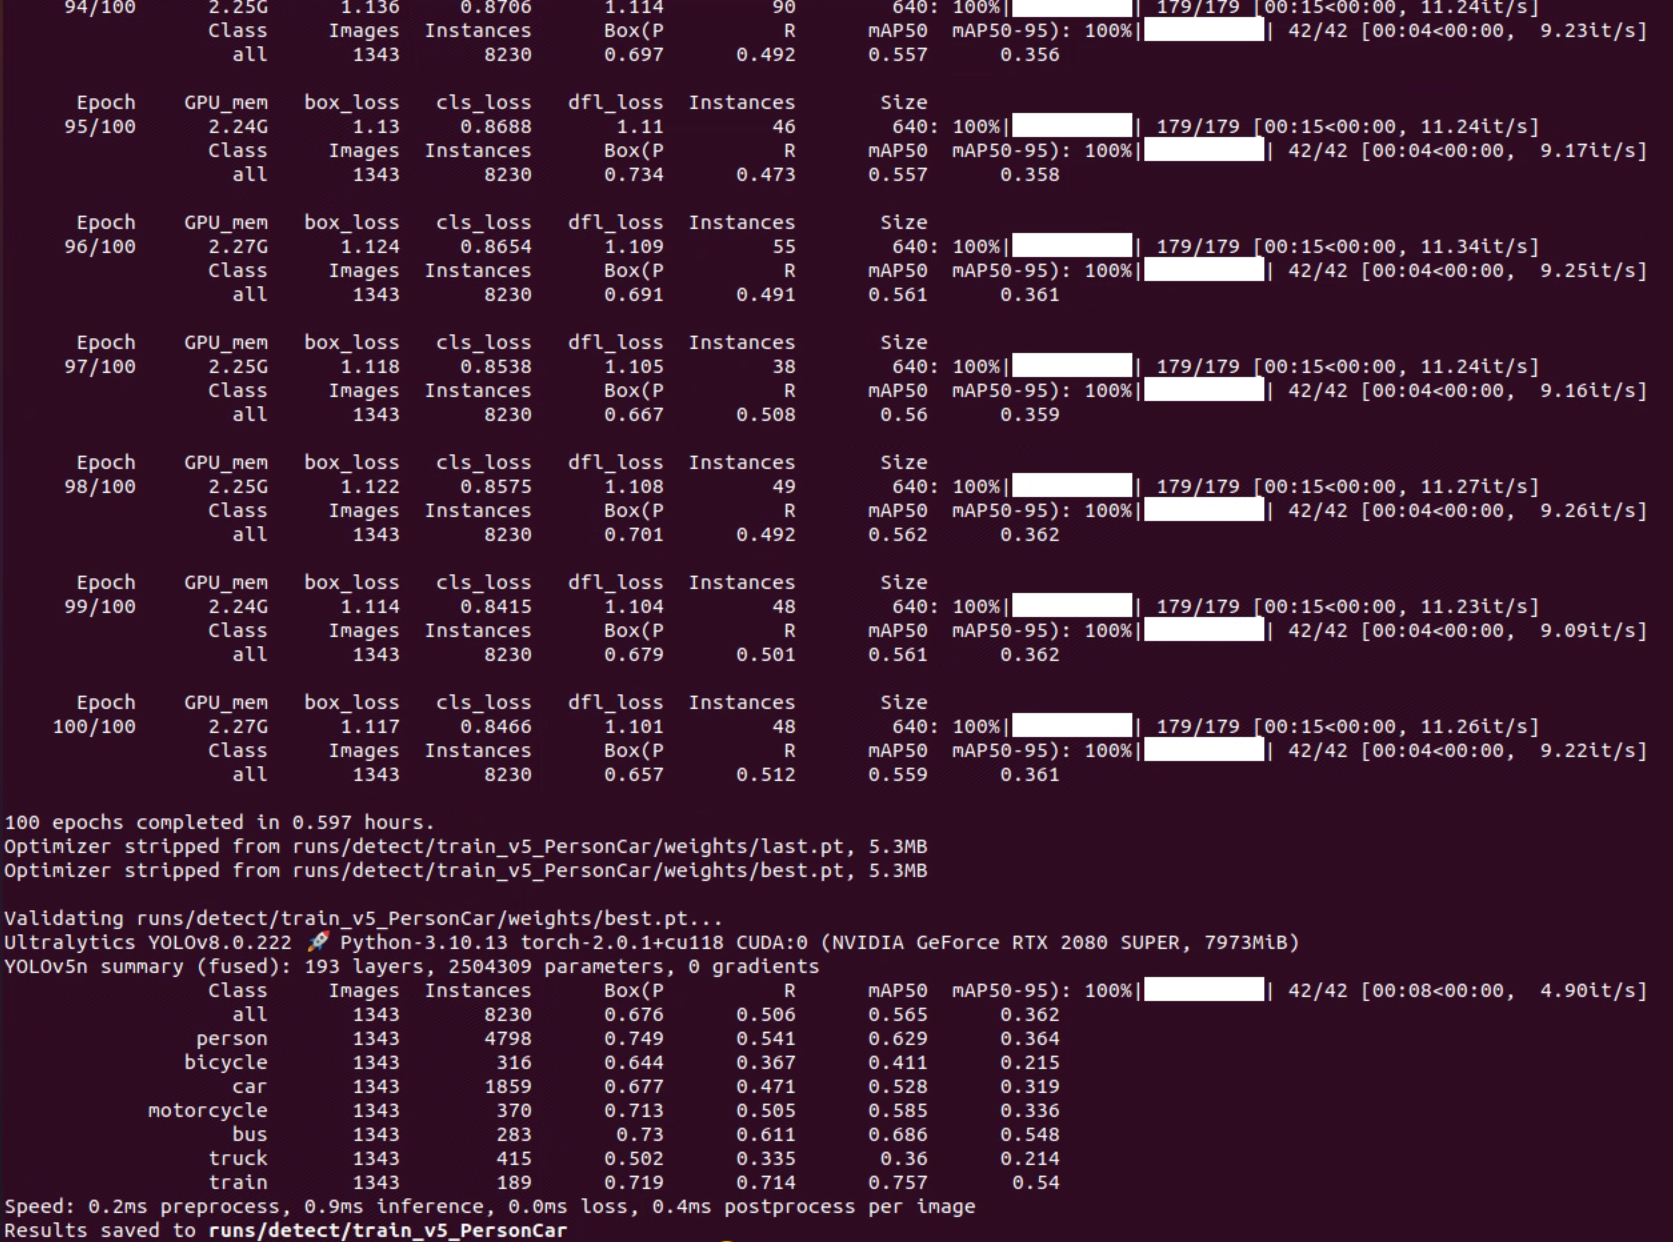 94/100 2.25G 1.136 0.8706 1.114 90 640: 100%| | 179/179 [00:15<00:00, 11.24it/s]
Class Images Instances Box(P R mAP50 mAP50-95): 100%| | 42/42 [00:04<00:00, 9.23it/s]
all 1343 8230 0.697 0.492 0.557 0.356
Epoch GPU_mem box_loss cls_loss dfl_loss Instances Size
95/100 2.24G 1.13 0.8688 1.11 46 640: 100%| | 179/179 [00:15<00:00, 11.24it/s]
Class Images Instances Box(P R mAP50 mAP50-95): 100%| | 42/42 [00:04<00:00, 9.17it/s]
all 1343 8230 0.734 0.473 0.557 0.358
Epoch GPU_mem box_loss cls_loss dfl_loss Instances Size
96/100 2.27G 1.124 0.8654 1.109 55 640: 100%| | 179/179 [00:15<00:00, 11.34it/s]
Class Images Instances Box(P R mAP50 mAP50-95): 100%| | 42/42 [00:04<00:00, 9.25it/s]
all 1343 8230 0.691 0.491 0.561 0.361
Epoch GPU_mem box_loss cls_loss dfl_loss Instances Size
97/100 2.25G 1.118 0.8538 1.105 38 640: 100%| | 179/179 [00:15<00:00, 11.24it/s]
Class Images Instances Box(P R mAP50 mAP50-95): 100%| | 42/42 [00:04<00:00, 9.16it/s]
all 1343 8230 0.667 0.508 0.56 0.359
Epoch GPU_mem box_loss cls_loss dfl_loss Instances Size
98/100 2.25G 1.122 0.8575 1.108 49 640: 100%| | 179/179 [00:15<00:00, 11.27it/s]
Class Images Instances Box(P R mAP50 mAP50-95): 100%| | 42/42 [00:04<00:00, 9.26it/s]
all 1343 8230 0.701 0.492 0.562 0.362
Epoch GPU_mem box_loss cls_loss dfl_loss Instances Size
99/100 2.24G 1.114 0.8415 1.104 48 640: 100%| | 179/179 [00:15<00:00, 11.23it/s]
Class Images Instances Box(P R mAP50 mAP50-95): 100%| | 42/42 [00:04<00:00, 9.09it/s]
all 1343 8230 0.679 0.501 0.561 0.362
Epoch GPU_mem box_loss cls_loss dfl_loss Instances Size
100/100 2.27G 1.117 0.8466 1.101 48 640: 100%| | 179/179 [00:15<00:00, 11.26it/s]
Class Images Instances Box(P R mAP50 mAP50-95): 100%| | 42/42 [00:04<00:00, 9.22it/s]
all 1343 8230 0.657 0.512 0.559 0.361
100 epochs completed in 0.597 hours.
Optimizer stripped from runs/detect/train_v5_PersonCar/weights/last.pt, 5.3MB
Optimizer stripped from runs/detect/train_v5_PersonCar/weights/best.pt, 5.3MB
Validating runs/detect/train_v5_PersonCar/weights/best.pt...
Ultralytics YOLOv8.0.222 🚀 Python-3.10.13 torch-2.0.1+cu118 CUDA:0 (NVIDIA GeForce RTX 2080 SUPER, 7973MiB)
YOLOv5n summary (fused): 193 layers, 2504309 parameters, 0 gradients
Class Images Instances Box(P R mAP50 mAP50-95): 100%| | 42/42 [00:08<00:00, 4.90it/s]
all 1343 8230 0.676 0.506 0.565 0.362
person 1343 4798 0.749 0.541 0.629 0.364
bicycle 1343 316 0.644 0.367 0.411 0.215
car 1343 1859 0.677 0.471 0.528 0.319
motorcycle 1343 370 0.713 0.505 0.585 0.336
bus 1343 283 0.73 0.611 0.686 0.548
truck 1343 415 0.502 0.335 0.36 0.214
train 1343 189 0.719 0.714 0.757 0.54
Speed: 0.2ms preprocess, 0.9ms inference, 0.0ms loss, 0.4ms postprocess per image
Results saved to runs/detect/train_v5_PersonCar